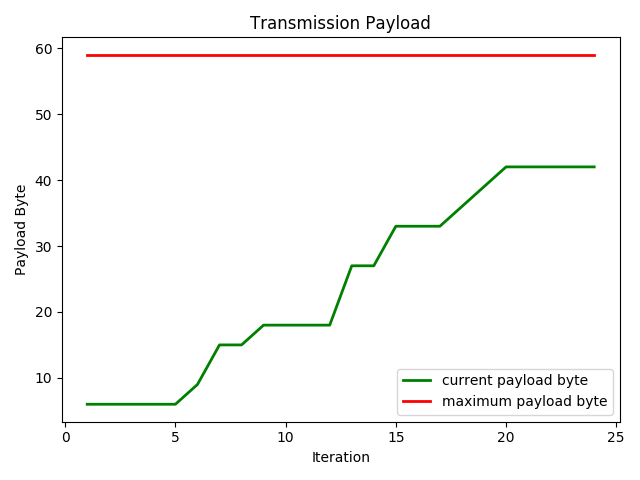 Transmission Payload
60
50
40
30
20
10
Payload Byte
current payload byte
maximum payload byte
0 5 10 15 20 25
Iteration